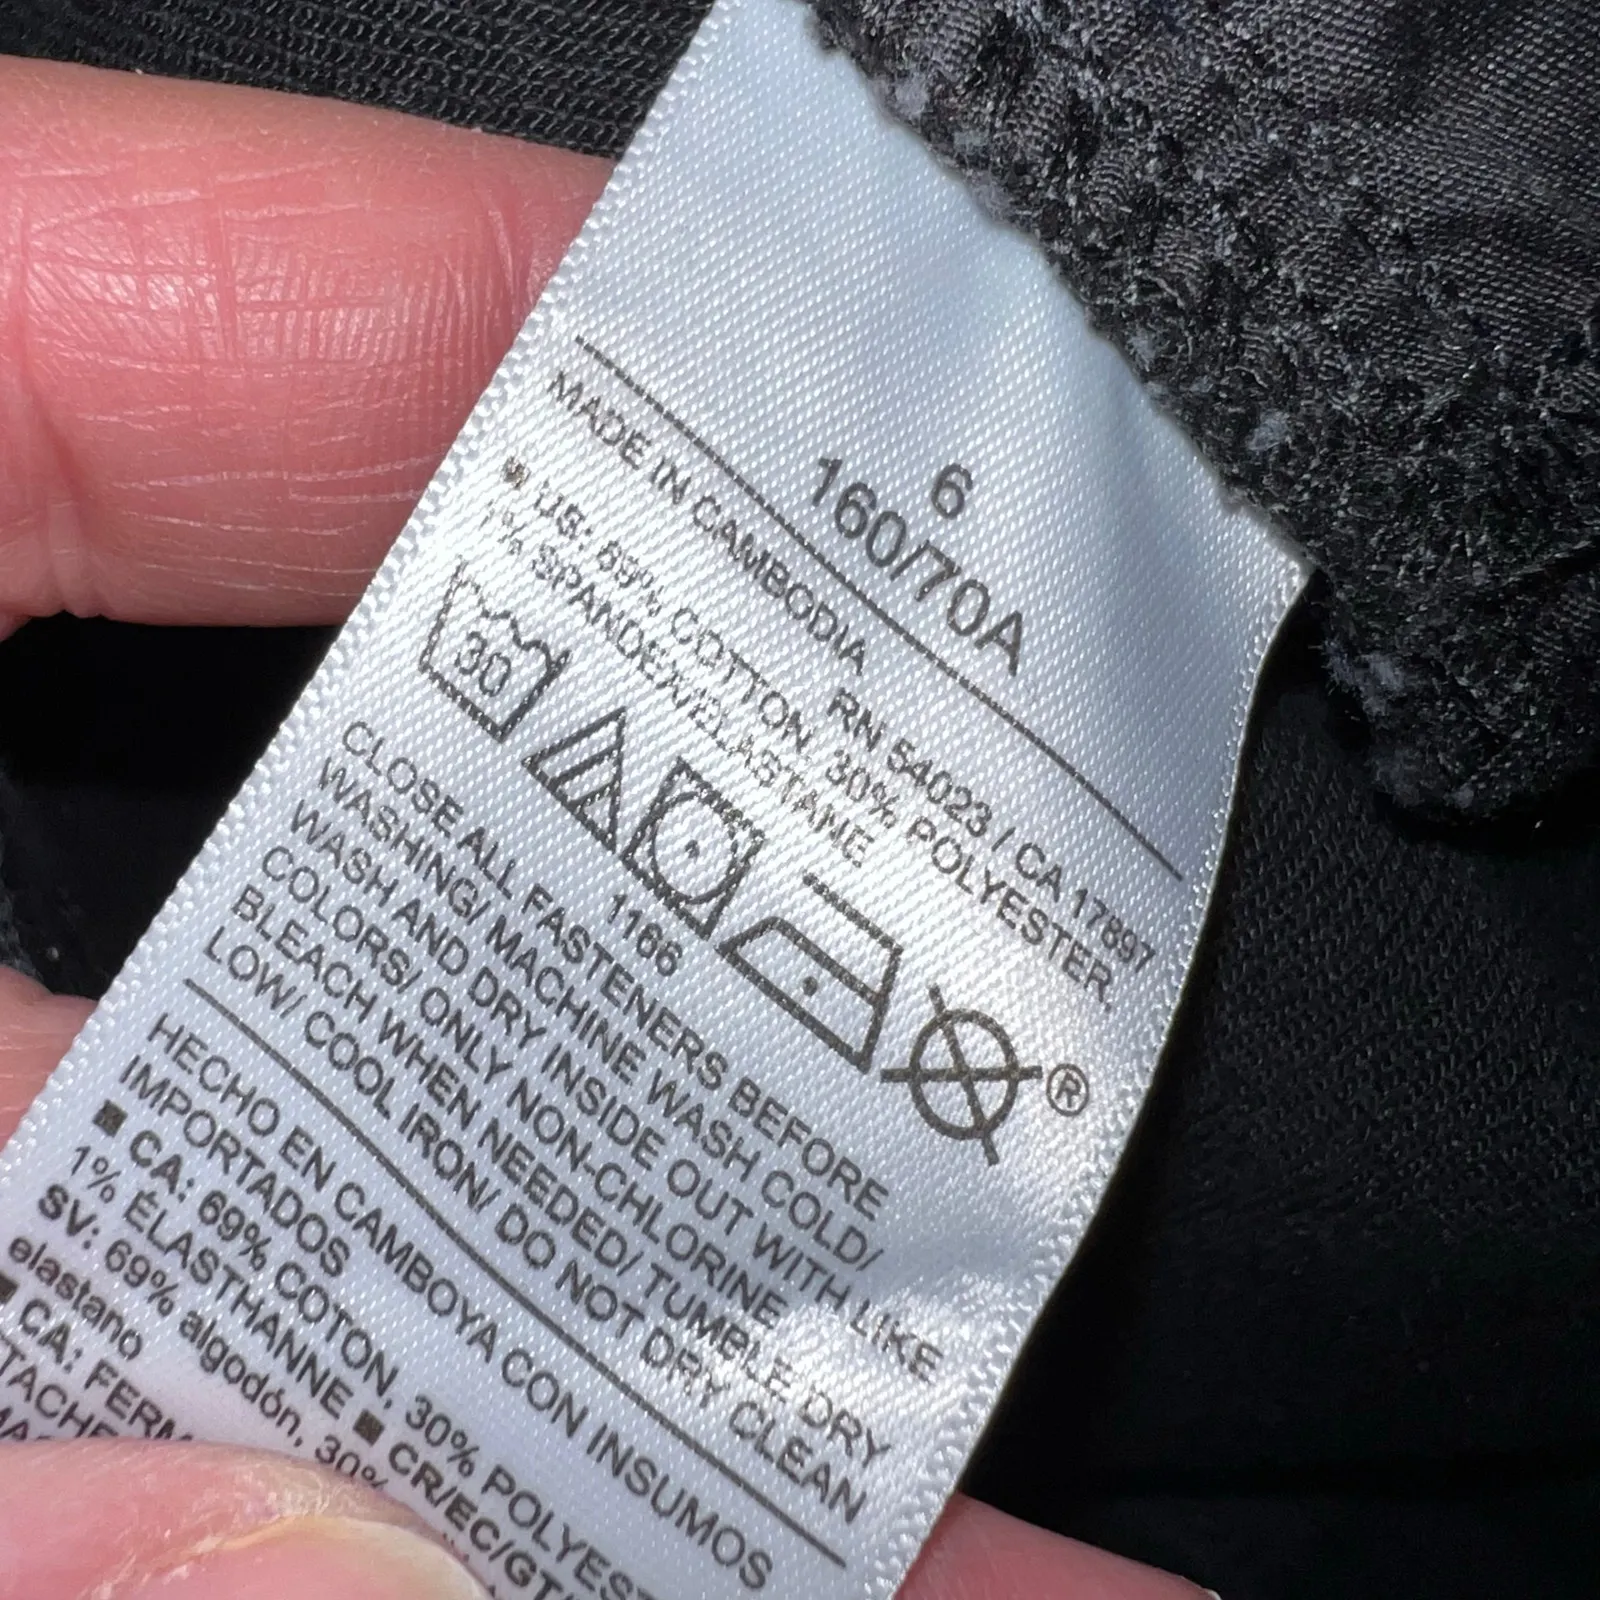 6
160/70A
MADE IN CAMBODIA
RN 54023 / CA 17897
US: 69% COTTON, 30% POLYESTER,
1% SPANDEX/ELASTANE
30
1166
®
CLOSE ALL FASTENERS BEFORE
WASHING/ MACHINE WASH COLD/
WASH AND DRY INSIDE OUT WITH LIKE
COLORS/ ONLY NON-CHLORINE
BLEACH WHEN NEEDED/ TUMBLE DRY
LOW/ COOL IRON/ DO NOT DRY CLEAN
HECHO EN CAMBOYA CON INSUMOS
IMPORTADOS
CA: 69% COTON, 30% POLYEST
1% ÉLASTHANNE ■ CR/EC/GT/
SV: 69% algodón, 30%
elastano
CA: FERM